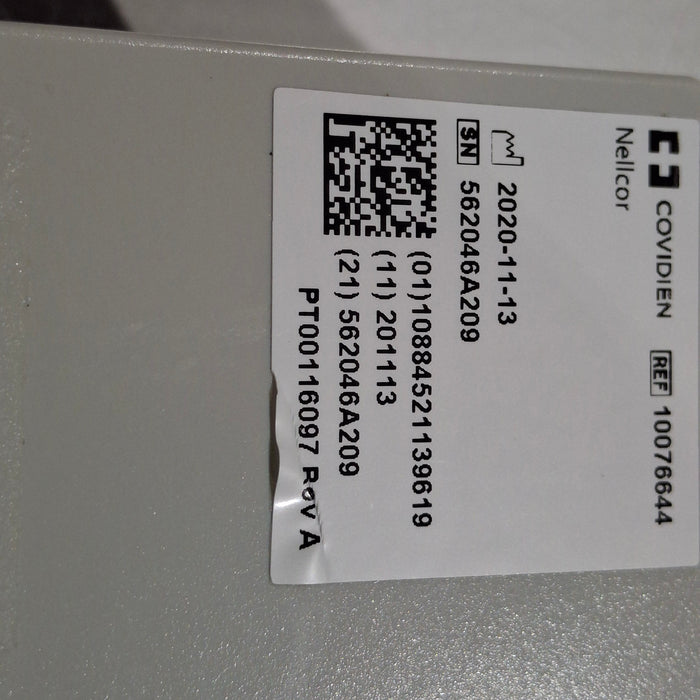 COVIDIEN REF 10076644
Nellcor
2020-11-13
SN 562046A209
(01)10884521139619
(11) 201113
(21) 562046A209
PT00116097 Rev A